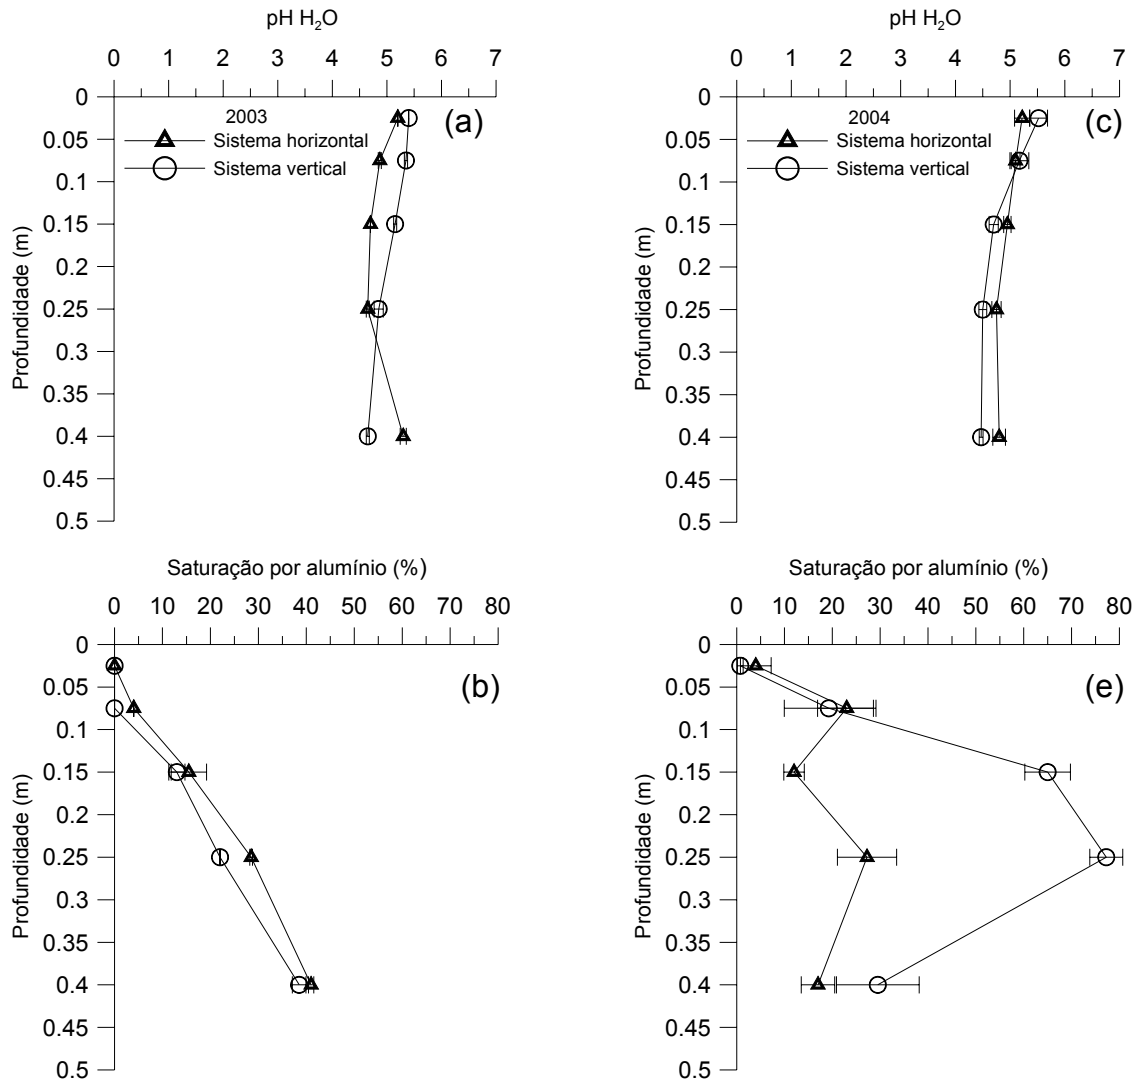 pH H₂O
0 1 2 3 4 5 6 7
0
0.05
0.1
0.15
0.2
0.25
0.3
0.35
0.4
0.45
0.5
Profundidade (m)
2003
Sistema horizontal
Sistema vertical
(a)
pH H₂O
0 1 2 3 4 5 6 7
0
0.05
0.1
0.15
0.2
0.25
0.3
0.35
0.4
0.45
0.5
Profundidade (m)
2004
Sistema horizontal
Sistema vertical
(c)
Saturação por alumínio (%)
0 10 20 30 40 50 60 70 80
0
0.05
0.1
0.15
0.2
0.25
0.3
0.35
0.4
0.45
0.5
Profundidade (m)
(b)
Saturação por alumínio (%)
0 10 20 30 40 50 60 70 80
0
0.05
0.1
0.15
0.2
0.25
0.3
0.35
0.4
0.45
0.5
Profundidade (m)
(e)